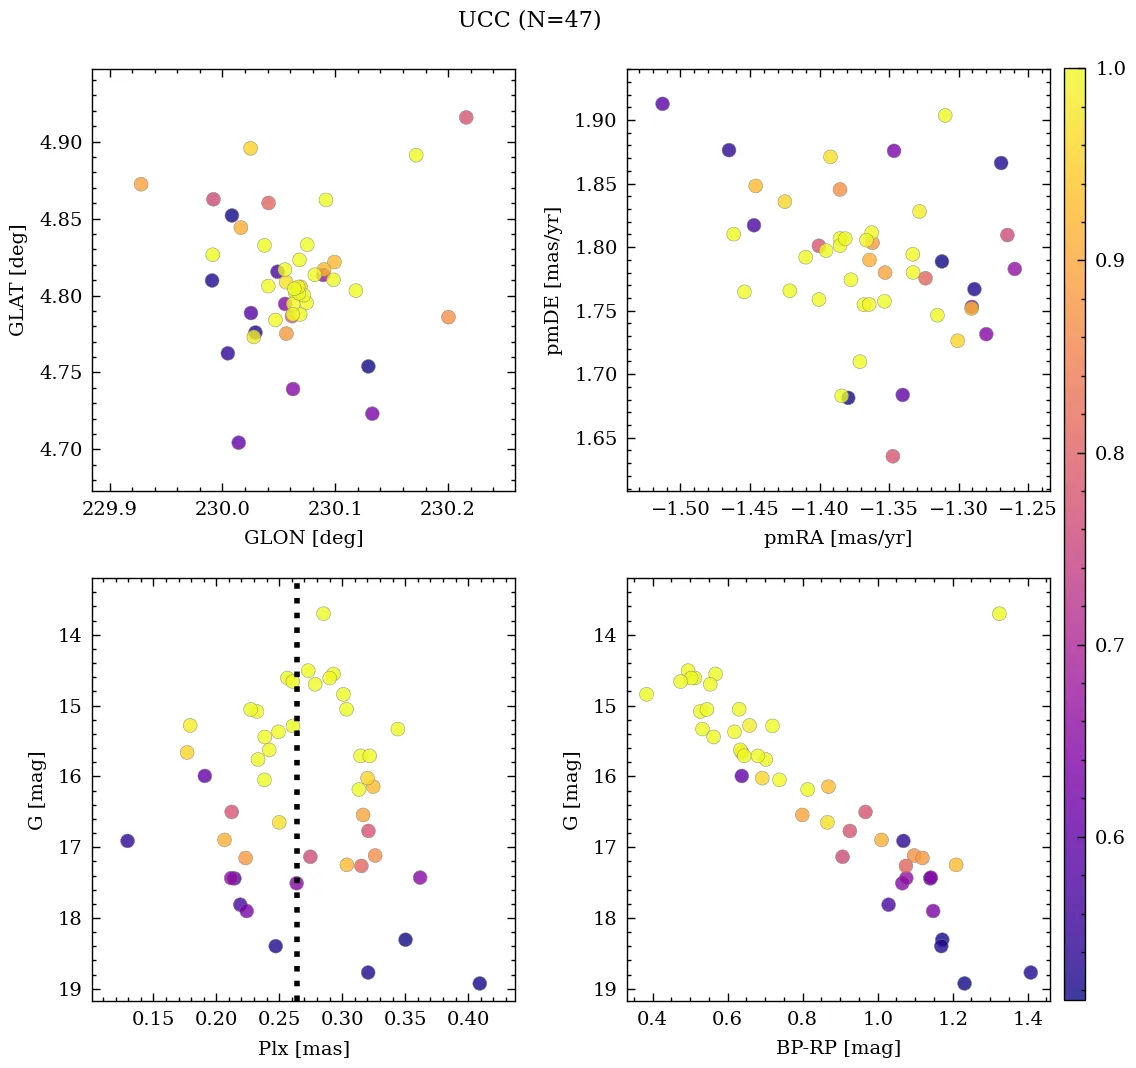 UCC (N=47)
4.90
4.85
4.80
4.75
4.70
GLAT [deg]
229.9 230.0 230.1 230.2
GLON [deg]
1.90
1.85
1.80
1.75
1.70
1.65
pmDE [mas/yr]
−1.50 −1.45 −1.40 −1.35 −1.30 −1.25
pmRA [mas/yr]
1.0
0.9
0.8
0.7
0.6
14
15
16
17
18
19
G [mag]
0.15 0.20 0.25 0.30 0.35 0.40
Plx [mas]
14
15
16
17
18
19
G [mag]
0.4 0.6 0.8 1.0 1.2 1.4
BP-RP [mag]